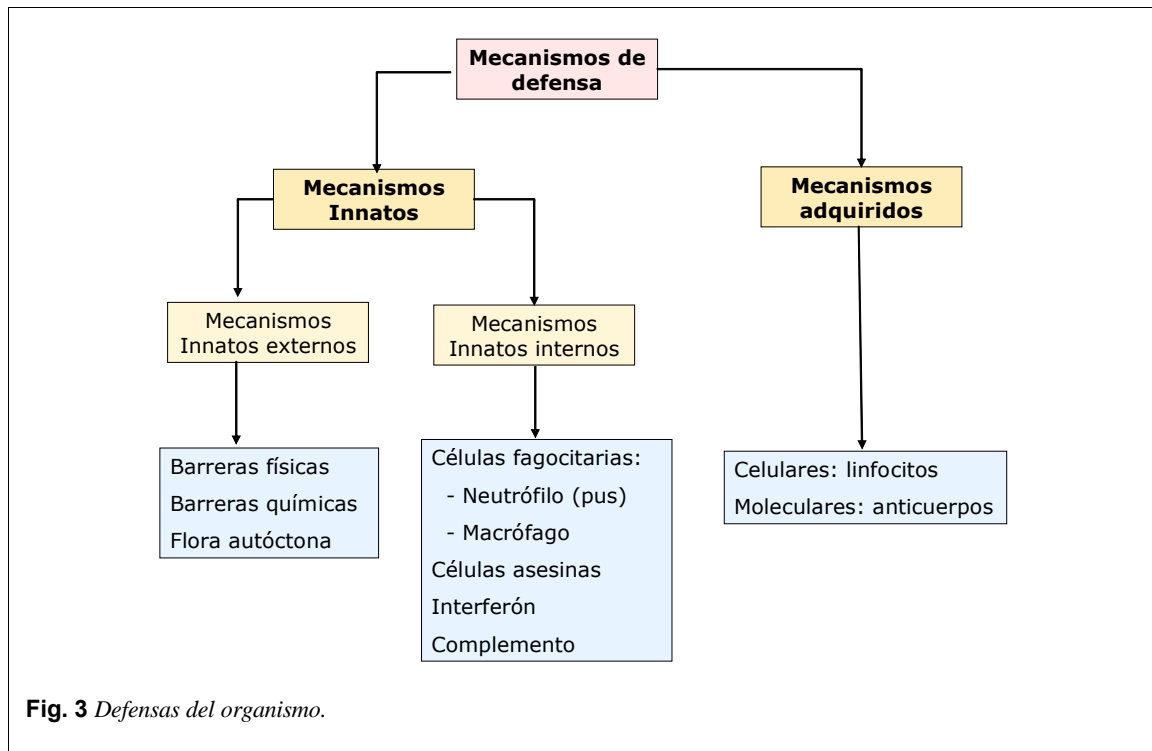 Mecanismos de
defensa
Mecanismos
Innatos
Mecanismos
adquiridos
Mecanismos
Innatos externos
Mecanismos
Innatos internos
Barreras físicas
Barreras químicas
Flora autóctona
Células fagocitarias:
- Neutrófilo (pus)
- Macrófago
Células asesinas
Interferón
Complemento
Celulares: linfocitos
Moleculares: anticuerpos
Fig. 3 Defensas del organismo.